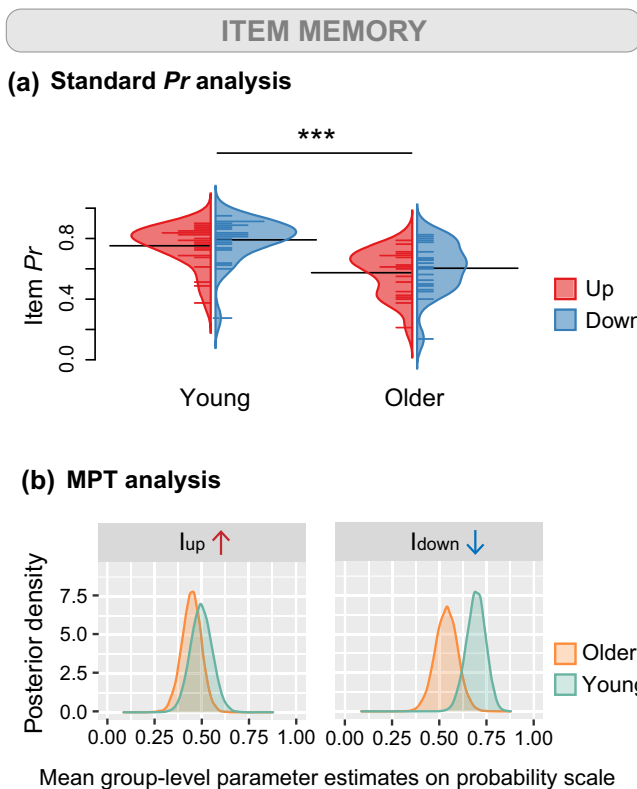 ITEM MEMORY
(a) Standard Pr analysis
***
Item Pr
0.8
0.4
0.0
Young
Older
Up
Down
(b) MPT analysis
Iup ↑
Idown ↓
Posterior density
7.5
5.0
2.5
0.0
0.00 0.25 0.50 0.75 1.00
0.00 0.25 0.50 0.75 1.00
Older
Young
Mean group-level parameter estimates on probability scale